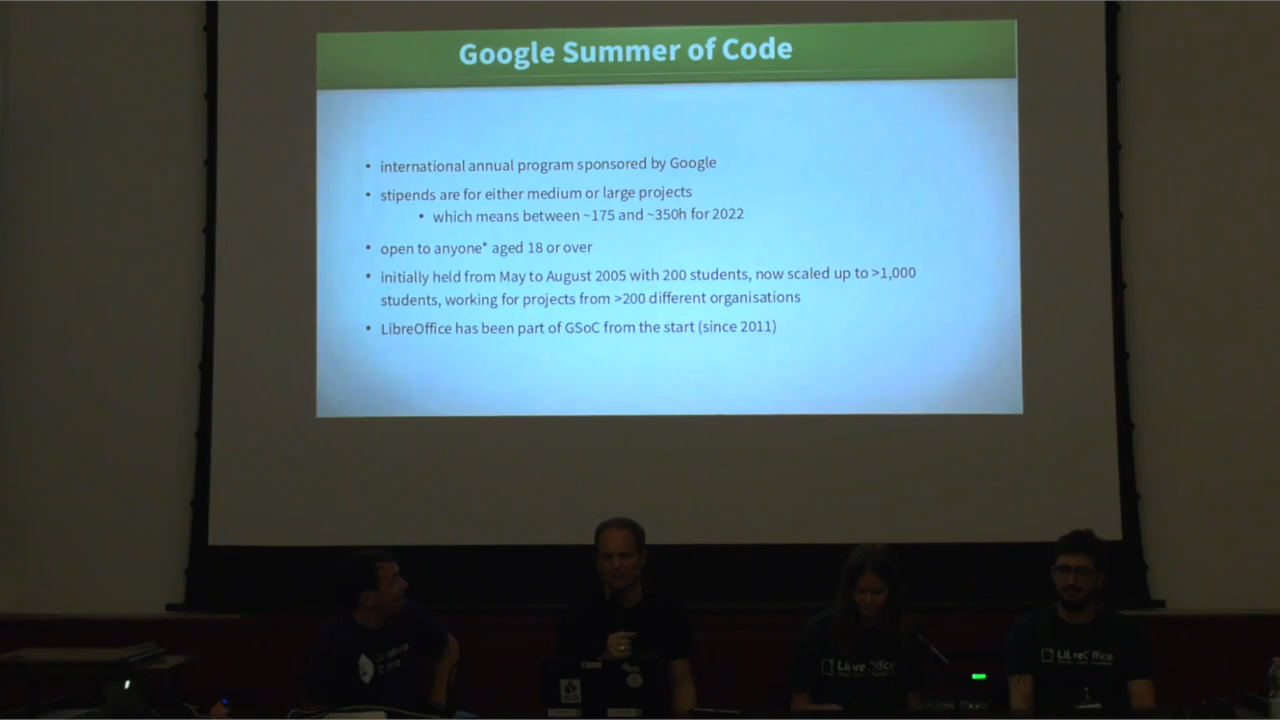 Google Summer of Code
• international annual program sponsored by Google
• stipends are for either medium or large projects
• which means between ~175 and ~350h for 2022
• open to anyone* aged 18 or over
• initially held from May to August 2005 with 200 students, now scaled up to >1,000
students, working for projects from >200 different organisations
• LibreOffice has been part of GSoC from the start (since 2011)
LibreOffice
LibreOffice